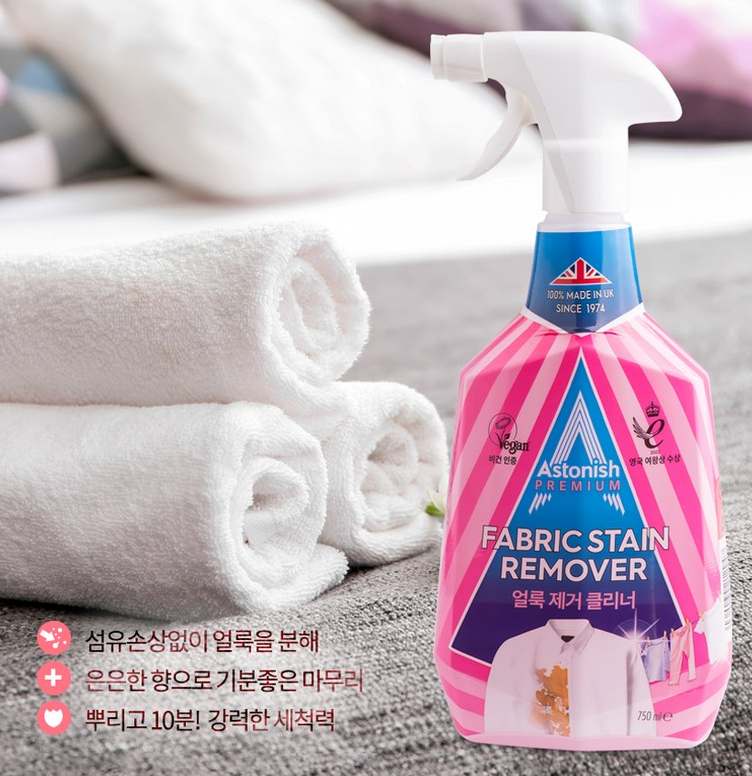 100% MADE IN UK
SINCE 1974
Vegan
비건 인증
e
영국 여왕상 수상
Astonish
PREMIUM
FABRIC STAIN
REMOVER
얼룩 제거 클리너
750 ml e
섬유손상없이 얼룩을 분해
은은한 향으로 기분좋은 마무리
뿌리고 10분! 강력한 세척력